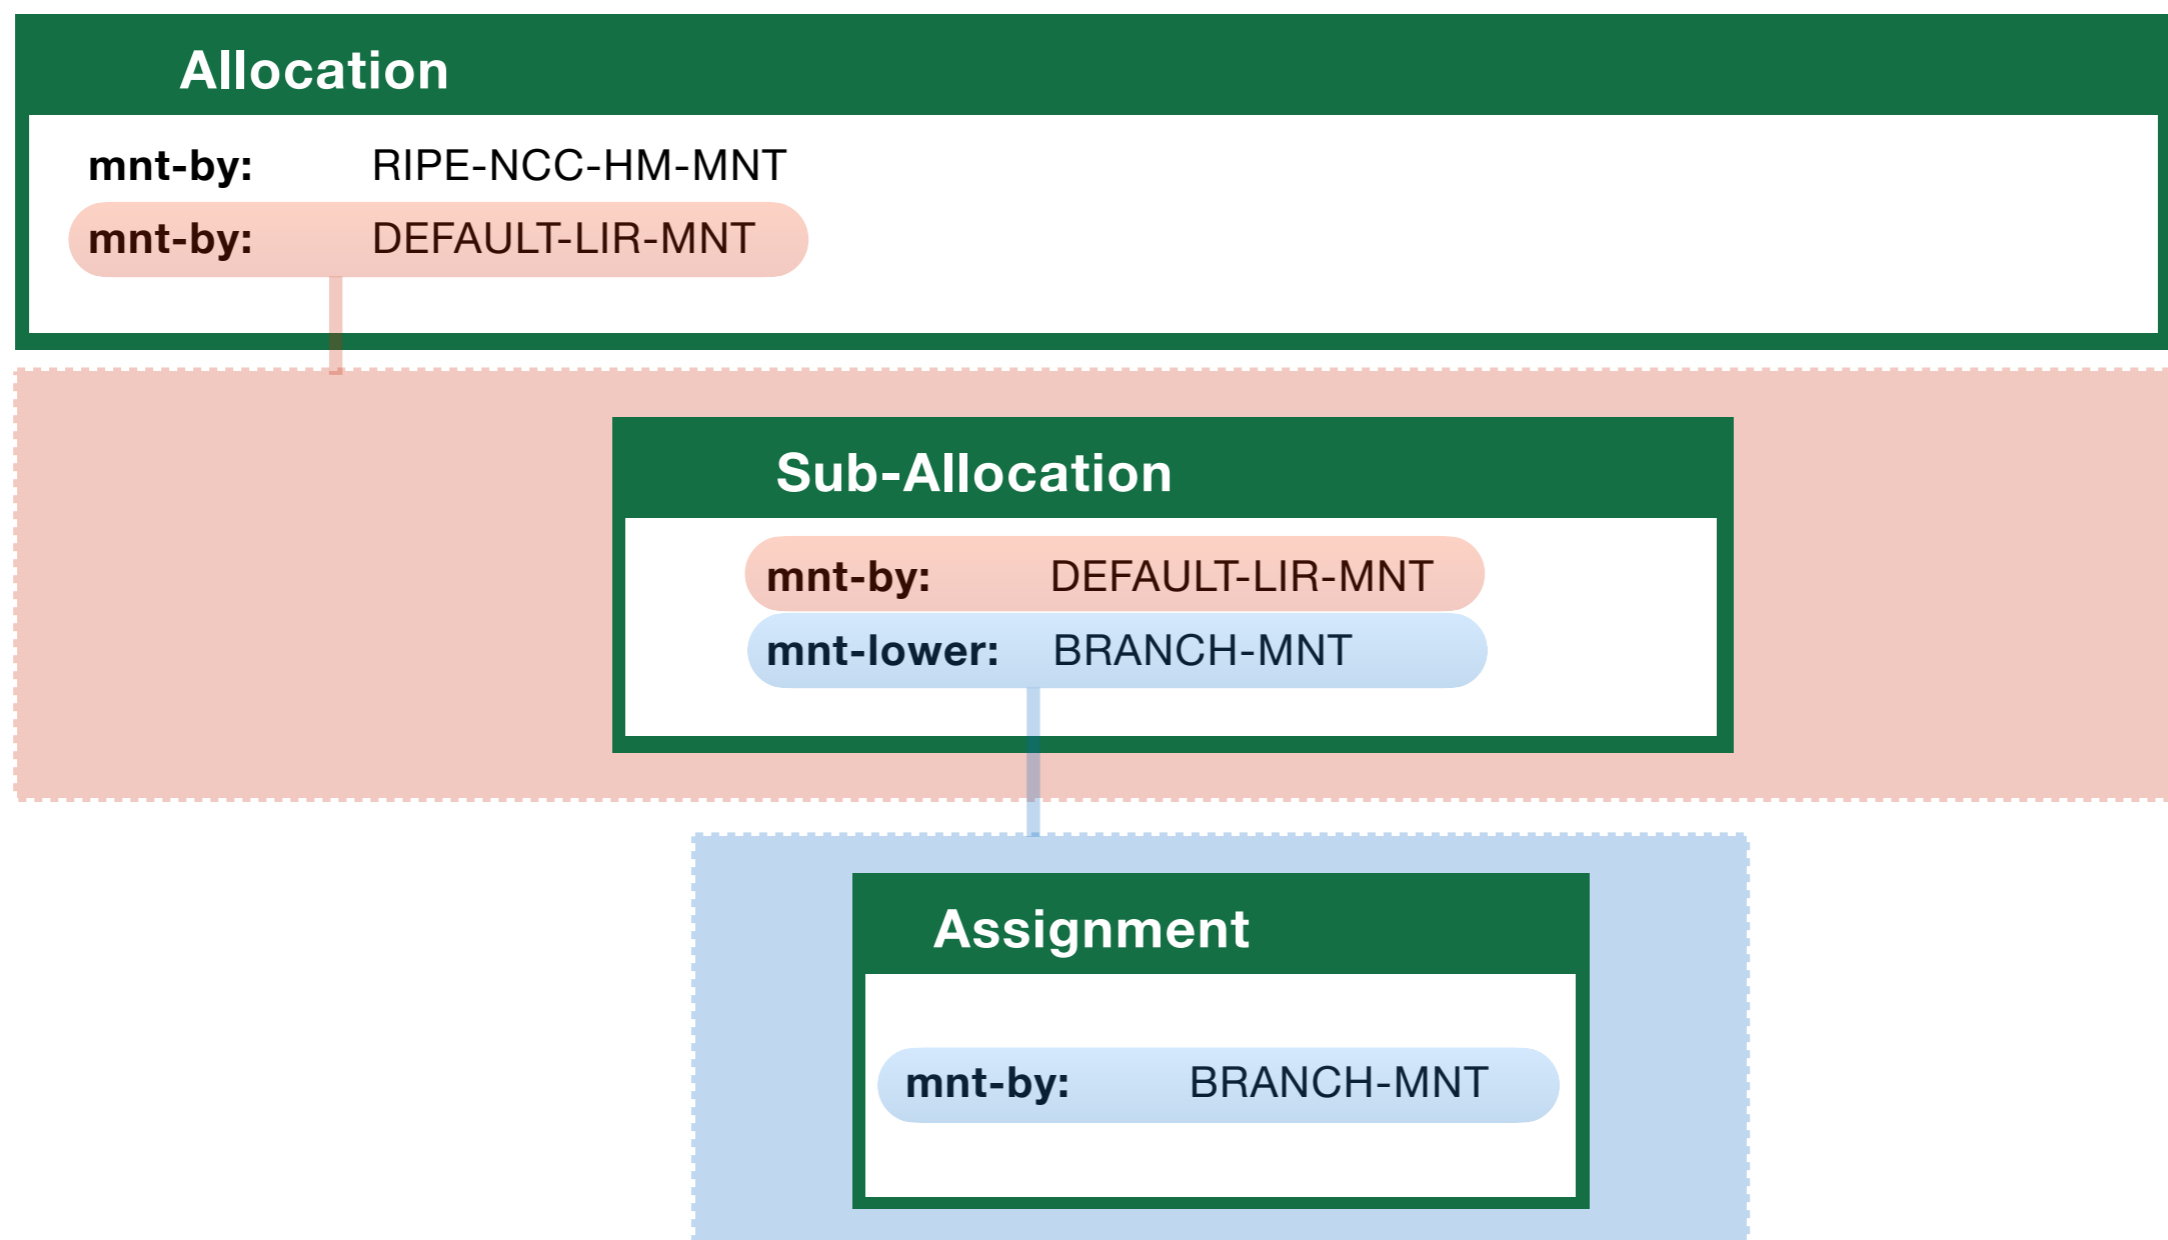 Allocation
mnt-by: RIPE-NCC-HM-MNT
mnt-by: DEFAULT-LIR-MNT
Sub-Allocation
mnt-by: DEFAULT-LIR-MNT
mnt-lower: BRANCH-MNT
Assignment
mnt-by: BRANCH-MNT